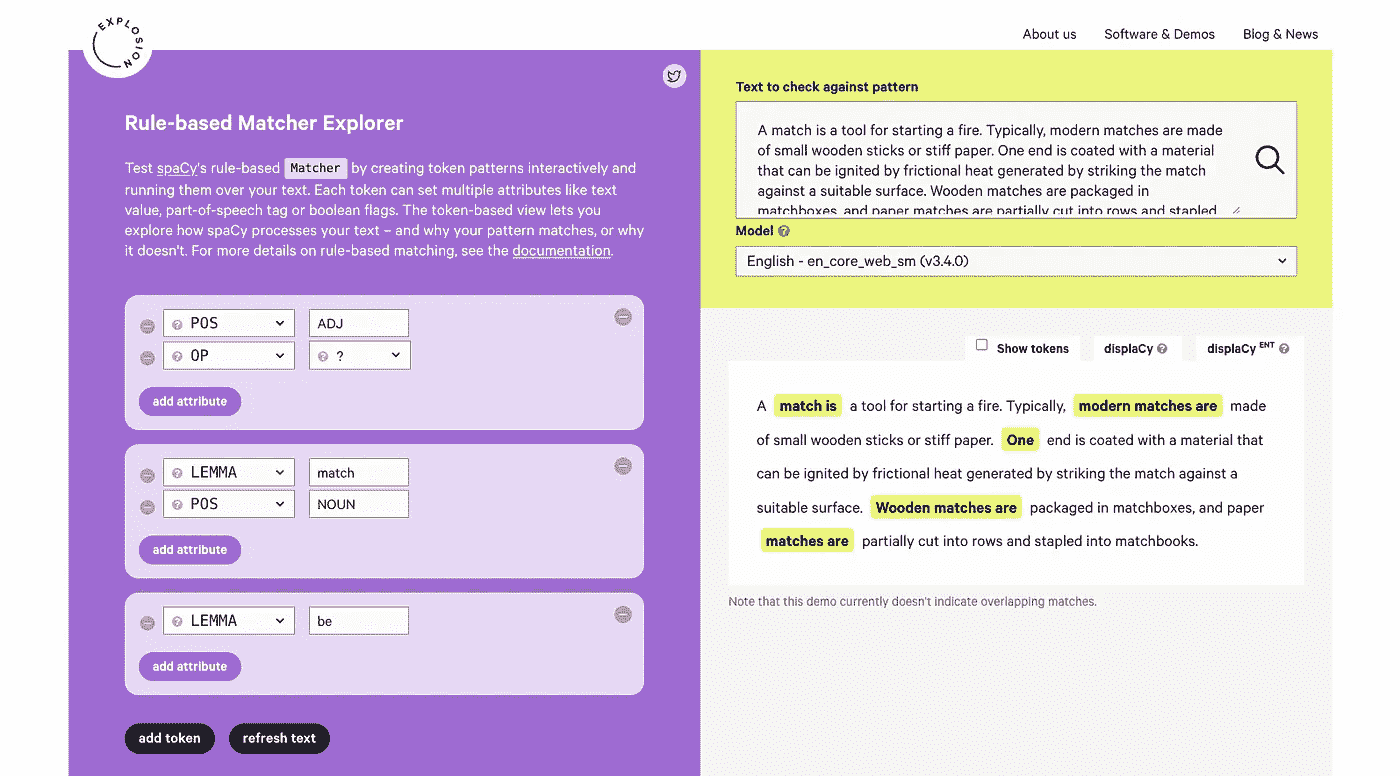 EXPLOSION
About us Software & Demos Blog & News
Rule-based Matcher Explorer
Test spaCy's rule-based Matcher by creating token patterns interactively and
running them over your text. Each token can set multiple attributes like text
value, part-of-speech tag or boolean flags. The token-based view lets you
explore how spaCy processes your text – and why your pattern matches, or why
it doesn't. For more details on rule-based matching, see the documentation.
? POS ADJ
? OP ? ?
add attribute
? LEMMA match
? POS NOUN
add attribute
? LEMMA be
add attribute
add token refresh text
Text to check against pattern
A match is a tool for starting a fire. Typically, modern matches are made
of small wooden sticks or stiff paper. One end is coated with a material
that can be ignited by frictional heat generated by striking the match
against a suitable surface. Wooden matches are packaged in
matchboxes, and paper matches are partially cut into rows and stapled
Model ?
English - en_core_web_sm (v3.4.0)
Show tokens displaCy ? displaCy ENT ?
A match is a tool for starting a fire. Typically, modern matches are made
of small wooden sticks or stiff paper. One end is coated with a material that
can be ignited by frictional heat generated by striking the match against a
suitable surface. Wooden matches are packaged in matchboxes, and paper
matches are partially cut into rows and stapled into matchbooks.
Note that this demo currently doesn't indicate overlapping matches.